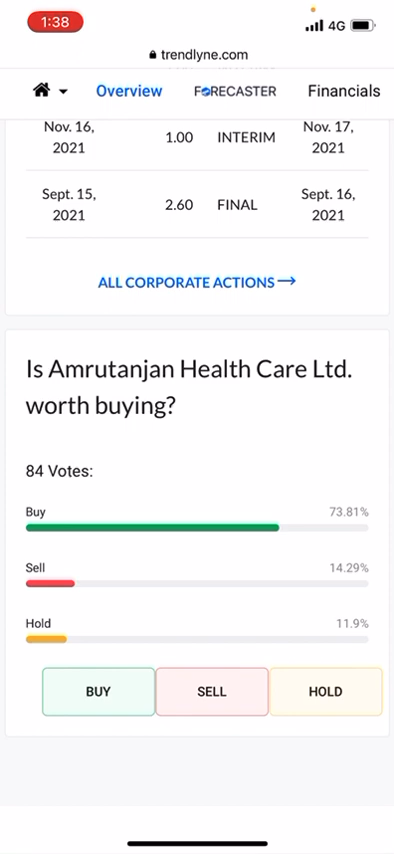 1:38
4G
trendlyne.com
Overview FORECASTER Financials
Nov. 16, 2021 1.00 INTERIM Nov. 17, 2021
Sept. 15, 2021 2.60 FINAL Sept. 16, 2021
ALL CORPORATE ACTIONS→
Is Amrutanjan Health Care Ltd.
worth buying?
84 Votes:
Buy 73.81%
Sell 14.29%
Hold 11.9%
BUY SELL HOLD